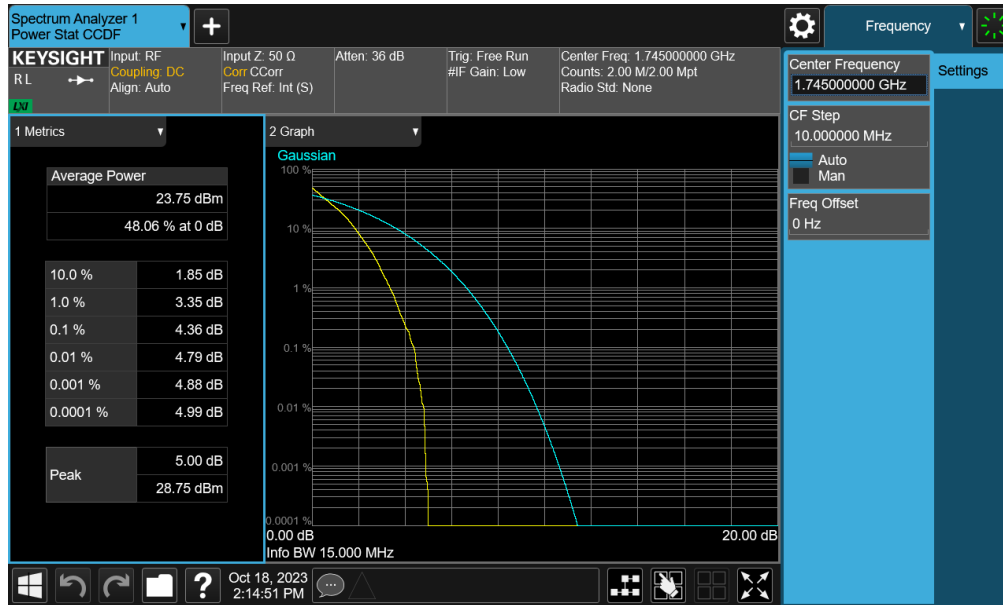 Spectrum Analyzer 1
Power Stat CCDF
+
Frequency
KEYSIGHT
R L
LXI
Input: RF
Coupling: DC
Align: Auto
Input Z: 50 Ω
Corr CCorr
Freq Ref: Int (S)
Atten: 36 dB
Trig: Free Run
#IF Gain: Low
Center Freq: 1.745000000 GHz
Counts: 2.00 M/2.00 Mpt
Radio Std: None
Center Frequency
1.745000000 GHz
Settings
CF Step
10.000000 MHz
Auto
Man
Freq Offset
0 Hz
1 Metrics
Average Power
23.75 dBm
48.06 % at 0 dB
10.0 % 1.85 dB
1.0 % 3.35 dB
0.1 % 4.36 dB
0.01 % 4.79 dB
0.001 % 4.88 dB
0.0001 % 4.99 dB
Peak
5.00 dB
28.75 dBm
2 Graph
Gaussian
100 %
10 %
1 %
0.1 %
0.01 %
0.001 %
0.0001 %
0.00 dB 20.00 dB
Info BW 15.000 MHz
?
Oct 18, 2023
2:14:51 PM